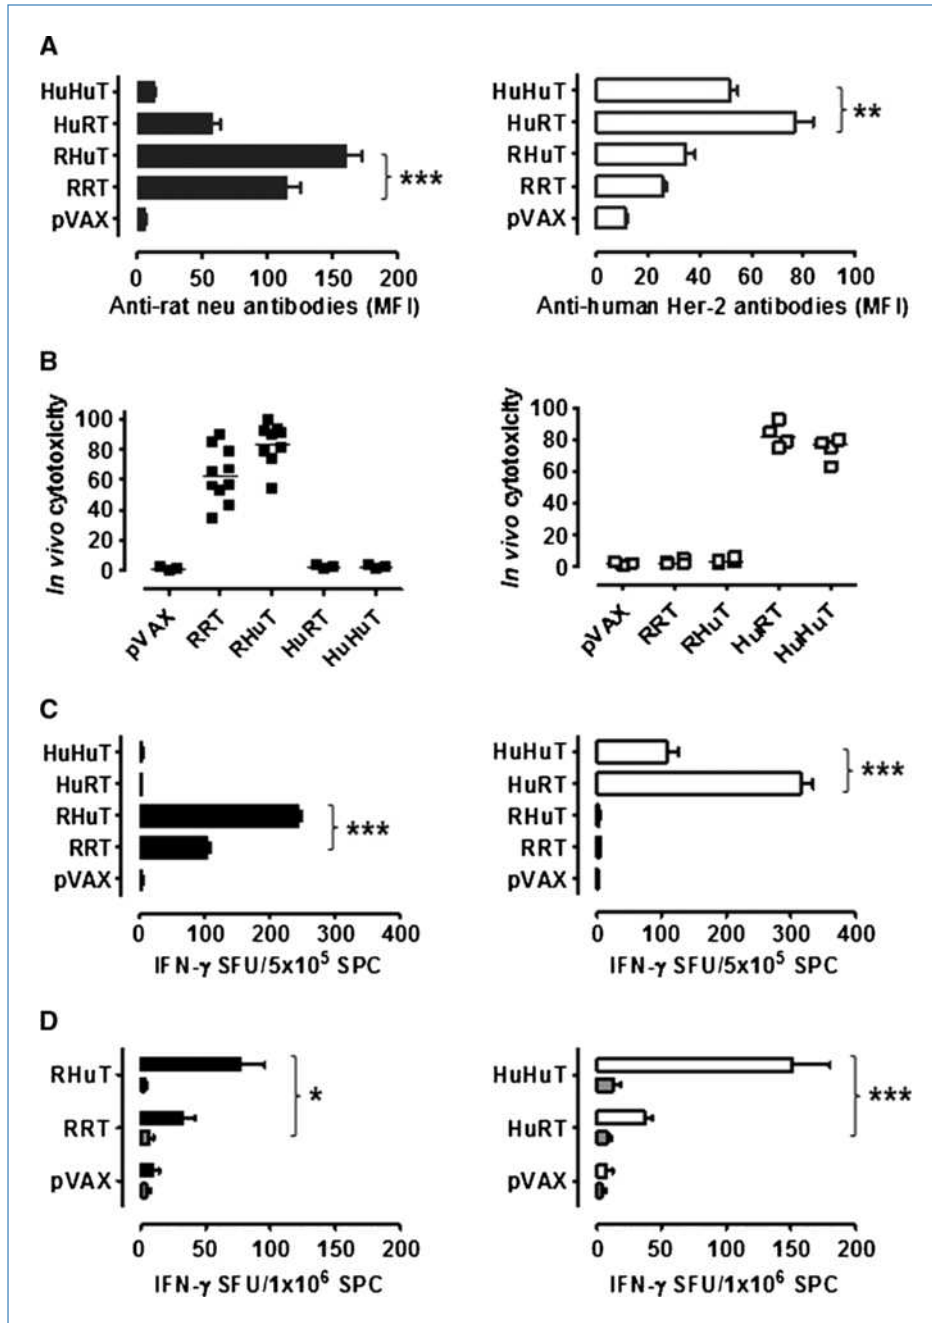 A
HuHuT
HuRT
RHuT
RRT
pVAX
***
0 50 100 150 200
Anti-rat neu antibodies (MFI)
HuHuT
HuRT
RHuT
RRT
pVAX
**
0 20 40 60 80 100
Anti-human Her-2 antibodies (MFI)
B
In vivo cytotoxicity
100
80
60
40
20
0
pVAX RRT RHuT HuRT HuHuT
In vivo cytotoxicity
100
80
60
40
20
0
pVAX RRT RHuT HuRT HuHuT
C
HuHuT
HuRT
RHuT
RRT
pVAX
***
0 100 200 300 400
IFN-γ SFU/5x10⁵ SPC
HuHuT
HuRT
RHuT
RRT
pVAX
***
0 100 200 300 400
IFN-γ SFU/5x10⁵ SPC
D
RHuT
RRT
pVAX
*
0 50 100 150 200
IFN-γ SFU/1x10⁶ SPC
HuHuT
HuRT
pVAX
***
0 50 100 150 200
IFN-γ SFU/1x10⁶ SPC